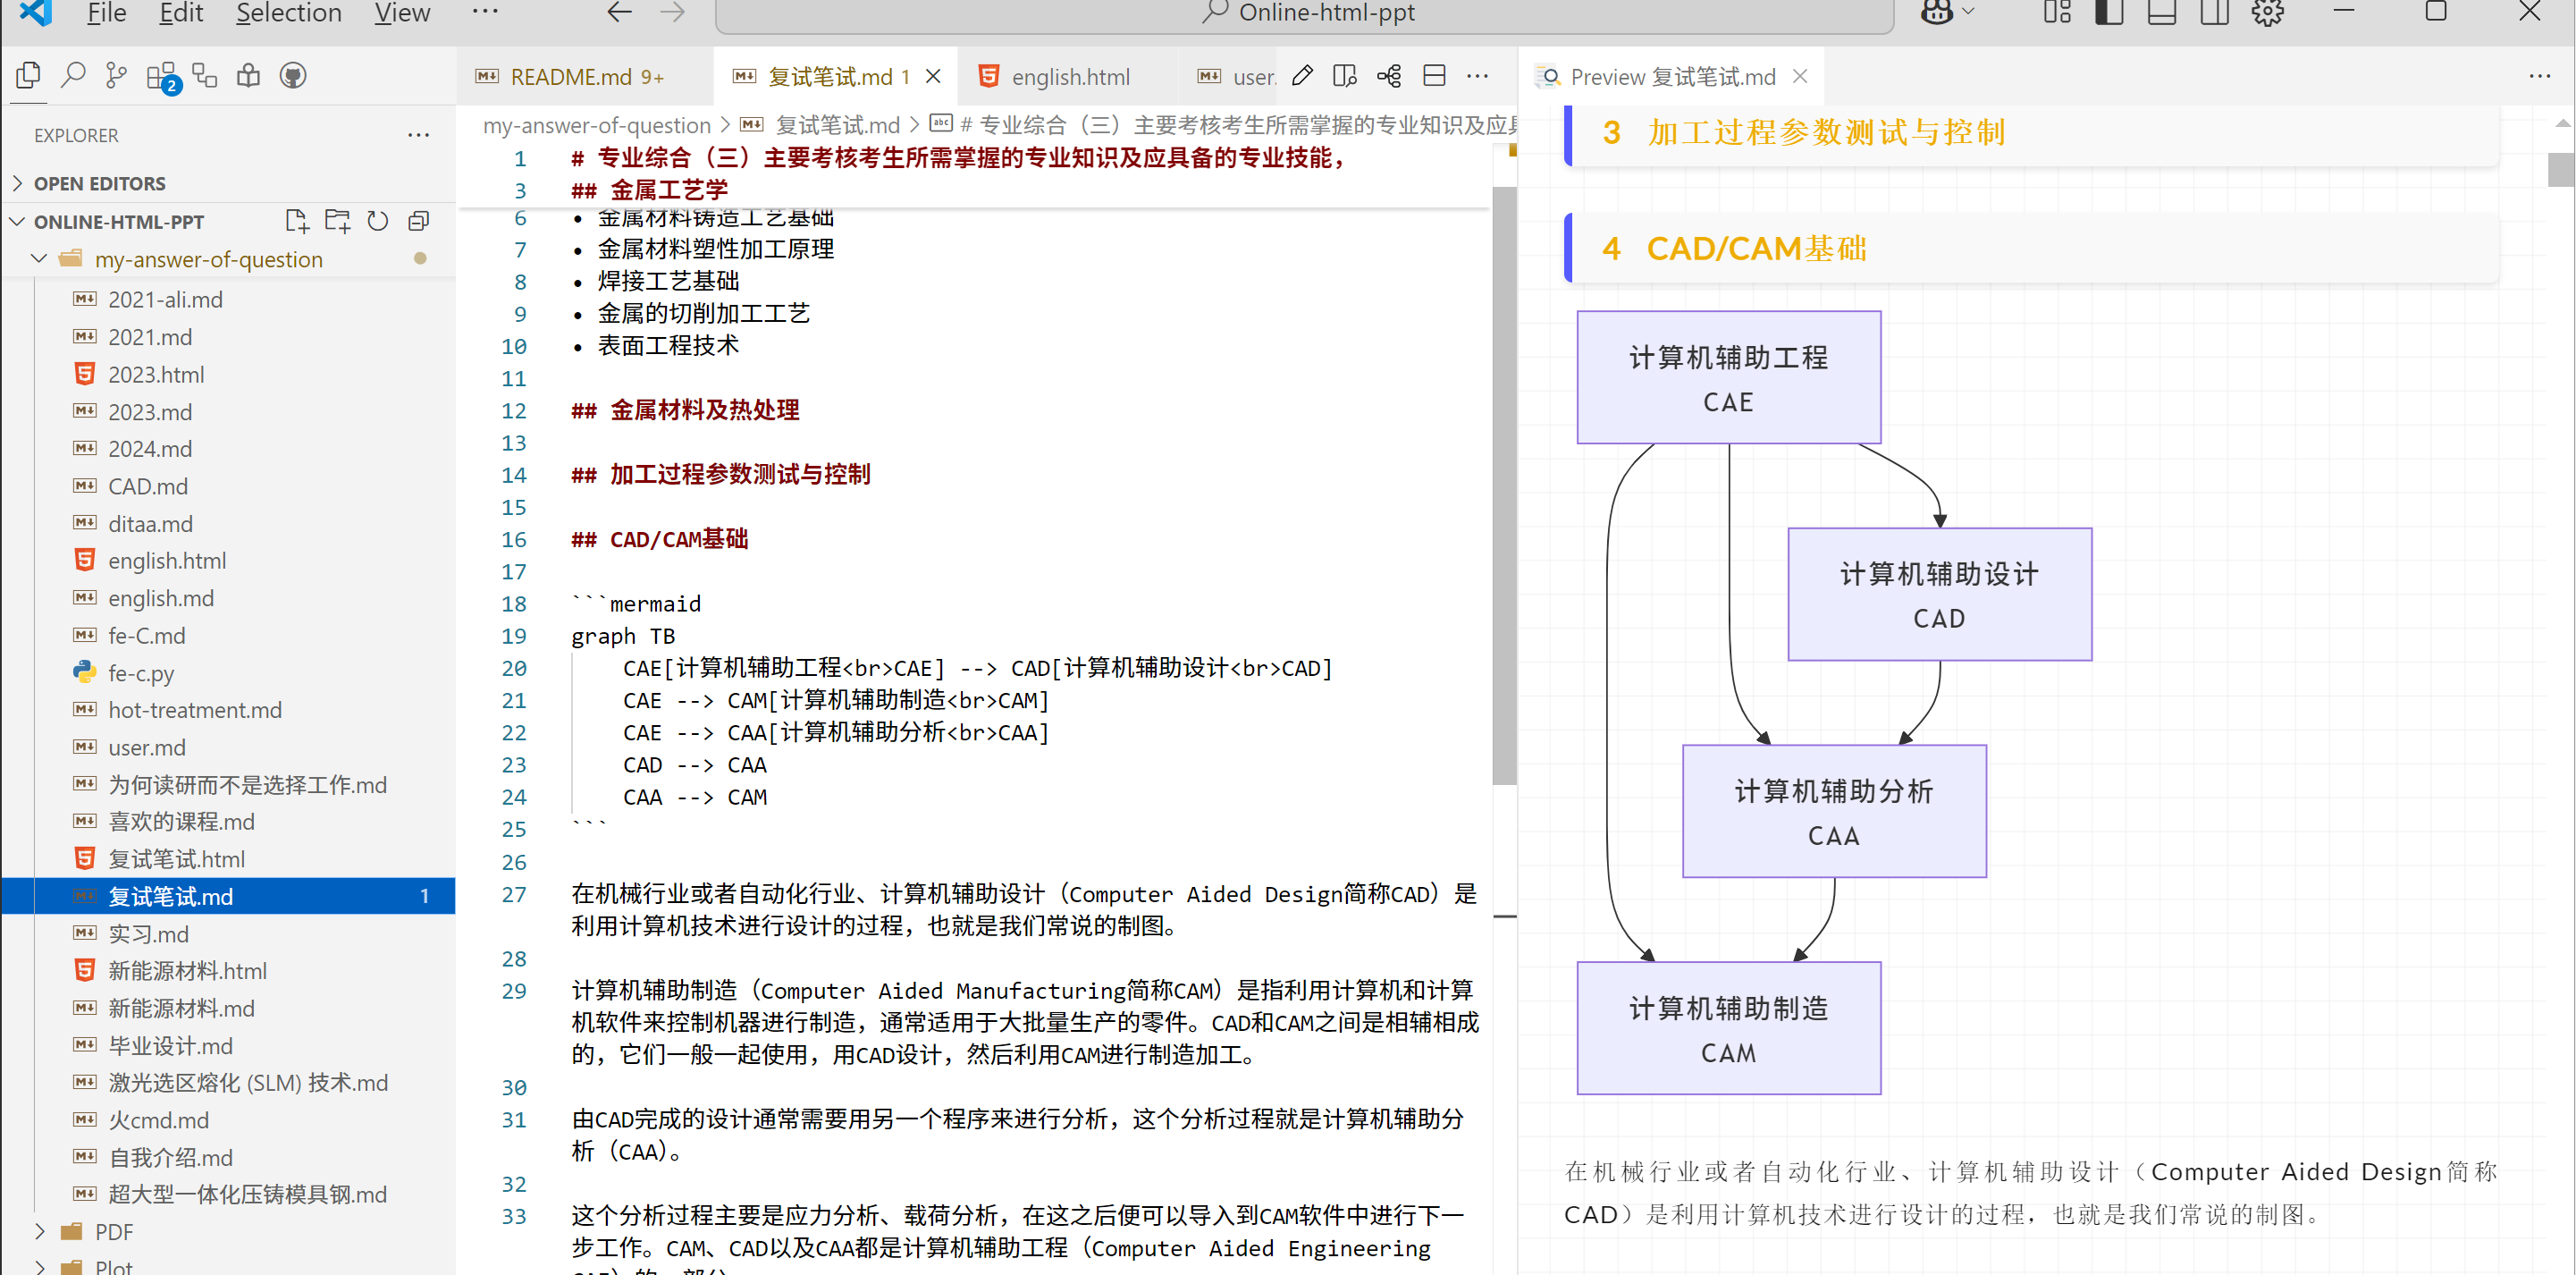 File Edit Selection View ··· Online-html-ppt
2
README.md 9+ 复试笔试.md 1 english.html user. ···
Preview 复试笔试.md ···
EXPLORER ···
OPEN EDITORS
ONLINE-HTML-PPT
my-answer-of-question
2021-ali.md
2021.md
2023.html
2023.md
2024.md
CAD.md
ditaa.md
english.html
english.md
fe-C.md
fe-c.py
hot-treatment.md
user.md
为何读研而不是选择工作.md
喜欢的课程.md
复试笔试.html
复试笔试.md 1
实习.md
新能源材料.html
新能源材料.md
毕业设计.md
激光选区熔化 (SLM) 技术.md
火cmd.md
自我介绍.md
超大型一体化压铸模具钢.md
PDF
Plot
my-answer-of-question > 复试笔试.md > # 专业综合（三）主要考核考生所需掌握的专业知识及应具
1 # 专业综合（三）主要考核考生所需掌握的专业知识及应具备的专业技能，
3 ## 金属工艺学
6 • 金属材料铸造工艺基础
7 • 金属材料塑性加工原理
8 • 焊接工艺基础
9 • 金属的切削加工工艺
10 • 表面工程技术
11
12 ## 金属材料及热处理
13
14 ## 加工过程参数测试与控制
15
16 ## CAD/CAM基础
17
18 ```mermaid
19 graph TB
20 CAE[计算机辅助工程<br>CAE] --> CAD[计算机辅助设计<br>CAD]
21 CAE --> CAM[计算机辅助制造<br>CAM]
22 CAE --> CAA[计算机辅助分析<br>CAA]
23 CAD --> CAA
24 CAA --> CAM
25 ```
26
27 在机械行业或者自动化行业、计算机辅助设计（Computer Aided Design简称CAD）是
利用计算机技术进行设计的过程，也就是我们常说的制图。
28
29 计算机辅助制造（Computer Aided Manufacturing简称CAM）是指利用计算机和计算
机软件来控制机器进行制造，通常适用于大批量生产的零件。CAD和CAM之间是相辅相成
的，它们一般一起使用，用CAD设计，然后利用CAM进行制造加工。
30
31 由CAD完成的设计通常需要用另一个程序来进行分析，这个分析过程就是计算机辅助分
析（CAA）。
32
33 这个分析过程主要是应力分析、载荷分析，在这之后便可以导入到CAM软件中进行下一
步工作。CAM、CAD以及CAA都是计算机辅助工程（Computer Aided Engineering
3 加工过程参数测试与控制
4 CAD/CAM基础
计算机辅助工程
CAE
计算机辅助设计
CAD
计算机辅助分析
CAA
计算机辅助制造
CAM
在机械行业或者自动化行业、计算机辅助设计（Computer Aided Design简称
CAD）是利用计算机技术进行设计的过程，也就是我们常说的制图。